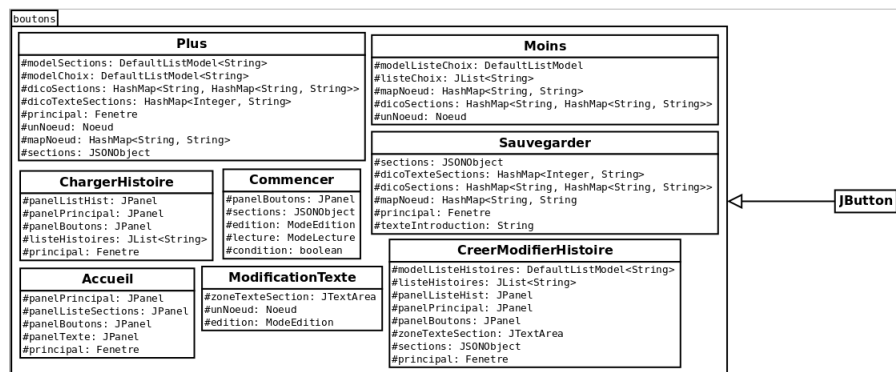 boutons
Plus
#modelSections: DefaultListModel<String>
#modelChoix: DefaultListModel<String>
#dicoSections: HashMap<String, HashMap<String, String>>
#dicoTexteSections: HashMap<Integer, String>
#principal: Fenetre
#unNoeud: Noeud
#mapNoeud: HashMap<String, String>
#sections: JSONObject
Moins
#modelListeChoix: DefaultListModel
#listeChoix: JList<String>
#mapNoeud: HashMap<String, String>
#dicoSections: HashMap<String, HashMap<String, String>>
#unNoeud: Noeud
Sauvegarder
#sections: JSONObject
#dicoTexteSections: HashMap<Integer, String>
#dicoSections: HashMap<String, HashMap<String, String>>
#mapNoeud: HashMap<String, String
#principal: Fenetre
#texteIntroduction: String
JButton
ChargerHistoire
#panelListHist: JPanel
#panelPrincipal: JPanel
#panelBoutons: JPanel
#listeHistoires: JList<String>
#principal: Fenetre
Commencer
#panelBoutons: JPanel
#sections: JSONObject
#edition: ModeEdition
#lecture: ModeLecture
#condition: boolean
CreerModifierHistoire
#modelListeHistoires: DefaultListModel<String>
#listeHistoires: JList<String>
#panelListeHist: JPanel
#panelPrincipal: JPanel
#panelBoutons: JPanel
#zoneTexteSection: JTextArea
#sections: JSONObject
#principal: Fenetre
Accueil
#panelPrincipal: JPanel
#panelListeSections: JPanel
#panelBoutons: JPanel
#panelTexte: JPanel
#principal: Fenetre
ModificationTexte
#zoneTexteSection: JTextArea
#unNoeud: Noeud
#edition: ModeEdition